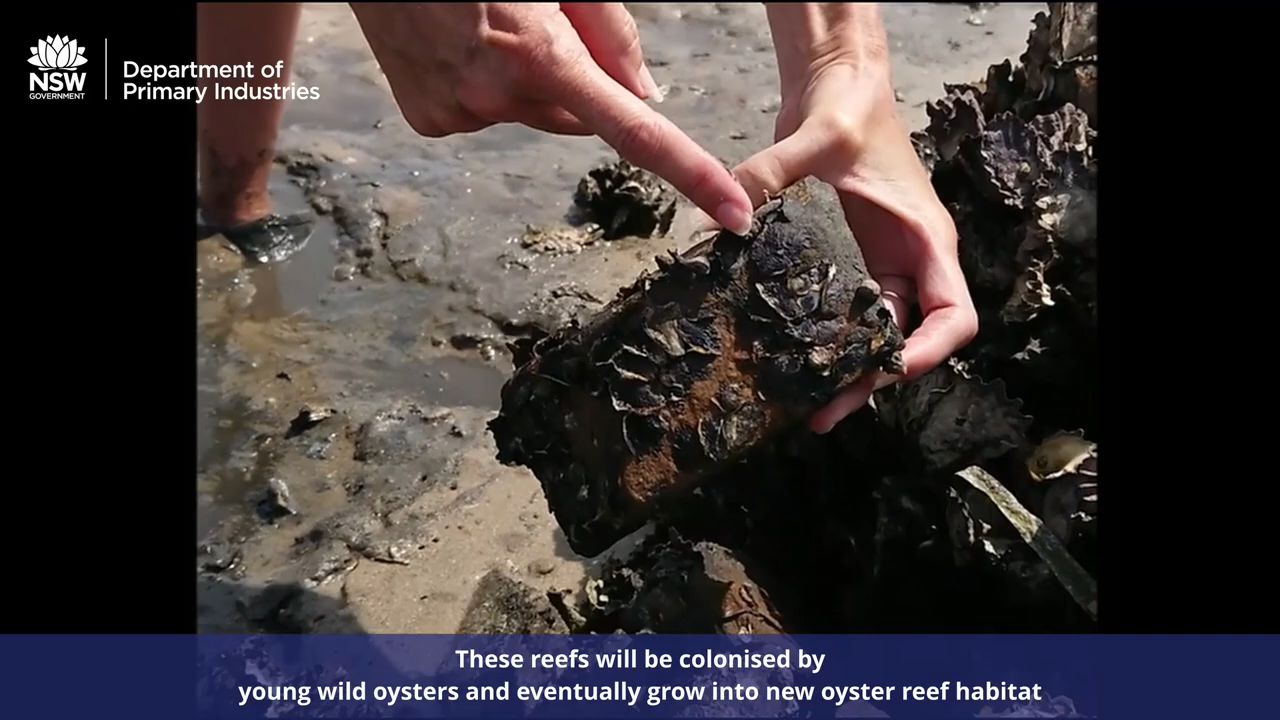 NSW
GOVERNMENT
Department of
Primary Industries
These reefs will be colonised by
young wild oysters and eventually grow into new oyster reef habitat